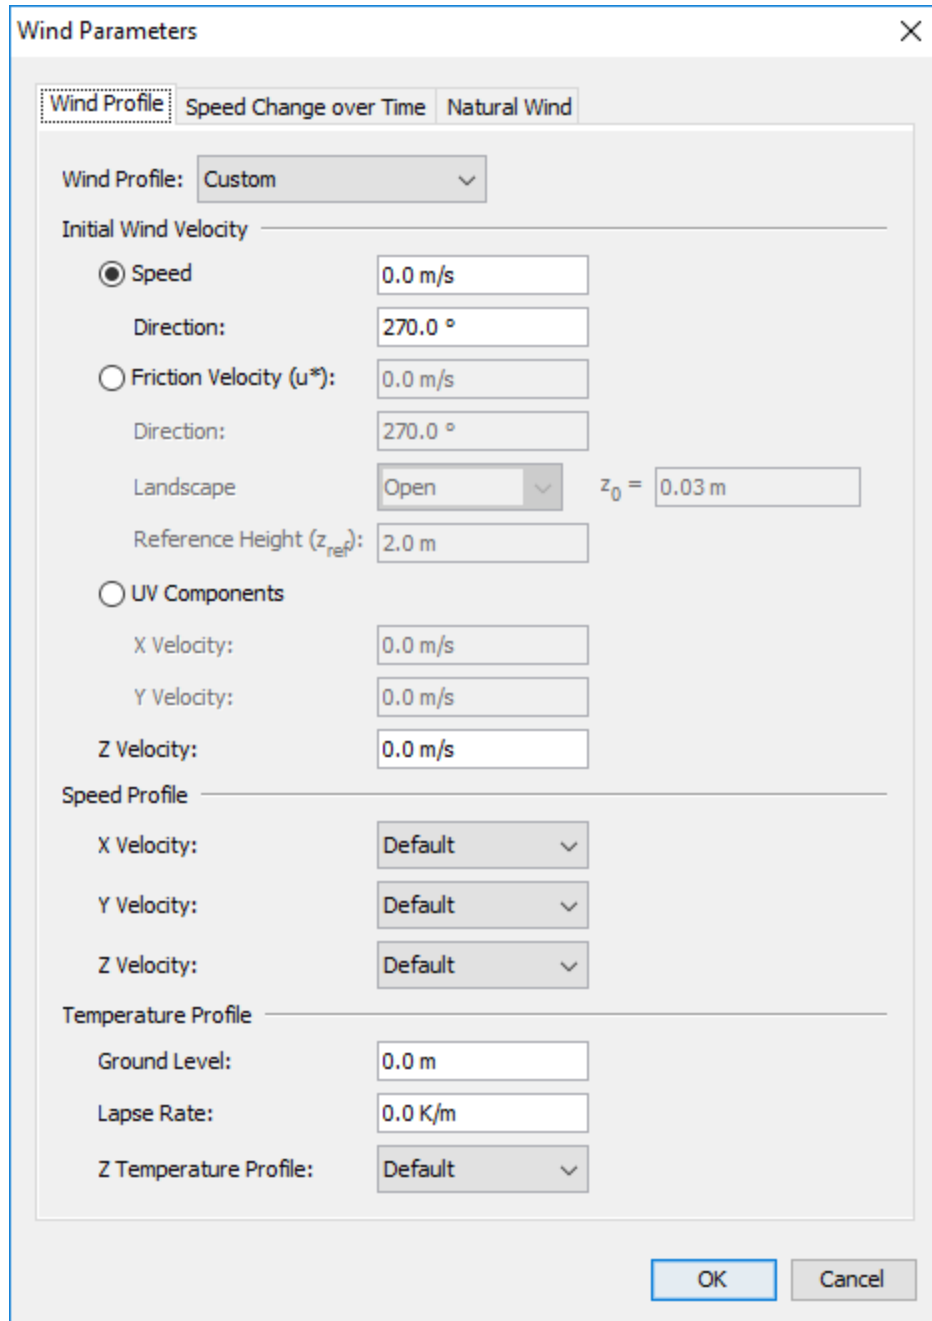 Wind Parameters
Wind Profile Speed Change over Time Natural Wind
Wind Profile: Custom
Initial Wind Velocity
Speed 0.0 m/s
Direction: 270.0 °
Friction Velocity (u*): 0.0 m/s
Direction: 270.0 °
Landscape Open z0 = 0.03 m
Reference Height (zref): 2.0 m
UV Components
X Velocity: 0.0 m/s
Y Velocity: 0.0 m/s
Z Velocity: 0.0 m/s
Speed Profile
X Velocity: Default
Y Velocity: Default
Z Velocity: Default
Temperature Profile
Ground Level: 0.0 m
Lapse Rate: 0.0 K/m
Z Temperature Profile: Default
OK Cancel